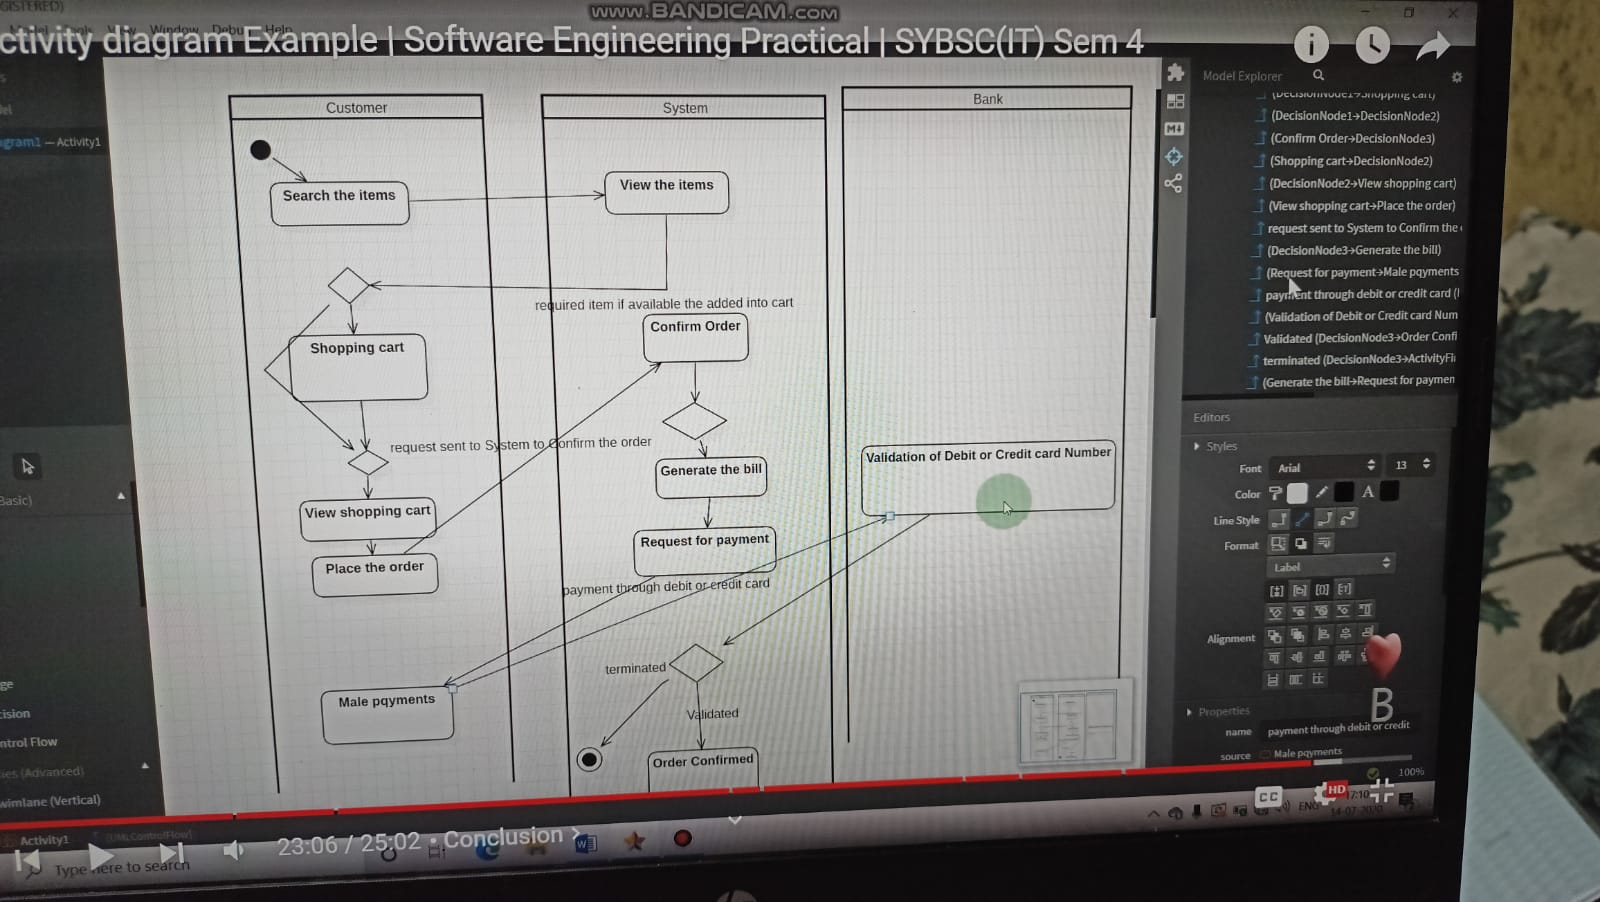 GISTERED)
www.BANDICAM.com
Window Debu Help
ctivity diagram Example | Software Engineering Practical | SYBSC(IT) Sem 4
agram1 — Activity1
Customer
System
Bank
Search the items
View the items
required item if available the added into cart
Confirm Order
Shopping cart
request sent to System to Confirm the order
Generate the bill
Validation of Debit or Credit card Number
View shopping cart
Request for payment
Place the order
payment through debit or credit card
terminated
Male pqyments
Validated
Order Confirmed
Basic)
ge
cision
ntrol Flow
ies (Advanced)
wimlane (Vertical)
Model Explorer
(DecisionNode1→Shopping cart)
(DecisionNode1→DecisionNode2)
(Confirm Order→DecisionNode3)
(Shopping cart→DecisionNode2)
(DecisionNode2→View shopping cart)
(View shopping cart→Place the order)
request sent to System to Confirm the
(DecisionNode3→Generate the bill)
(Request for payment→Male pqyments
payment through debit or credit card (
(Validation of Debit or Credit card Num
Validated (DecisionNode3→Order Confi
terminated (DecisionNode3→ActivityFi
(Generate the bill→Request for paymen
Editors
Styles
Font Arial 13
Color A
Line Style
Format
Label
Alignment
B
Properties
name payment through debit or credit
source Male pqyments
100%
Activity1 (UMLControlFlow)
CC HD ENG 17:10
14-07-2020
23:06 / 25:02 • Conclusion >
Type here to search